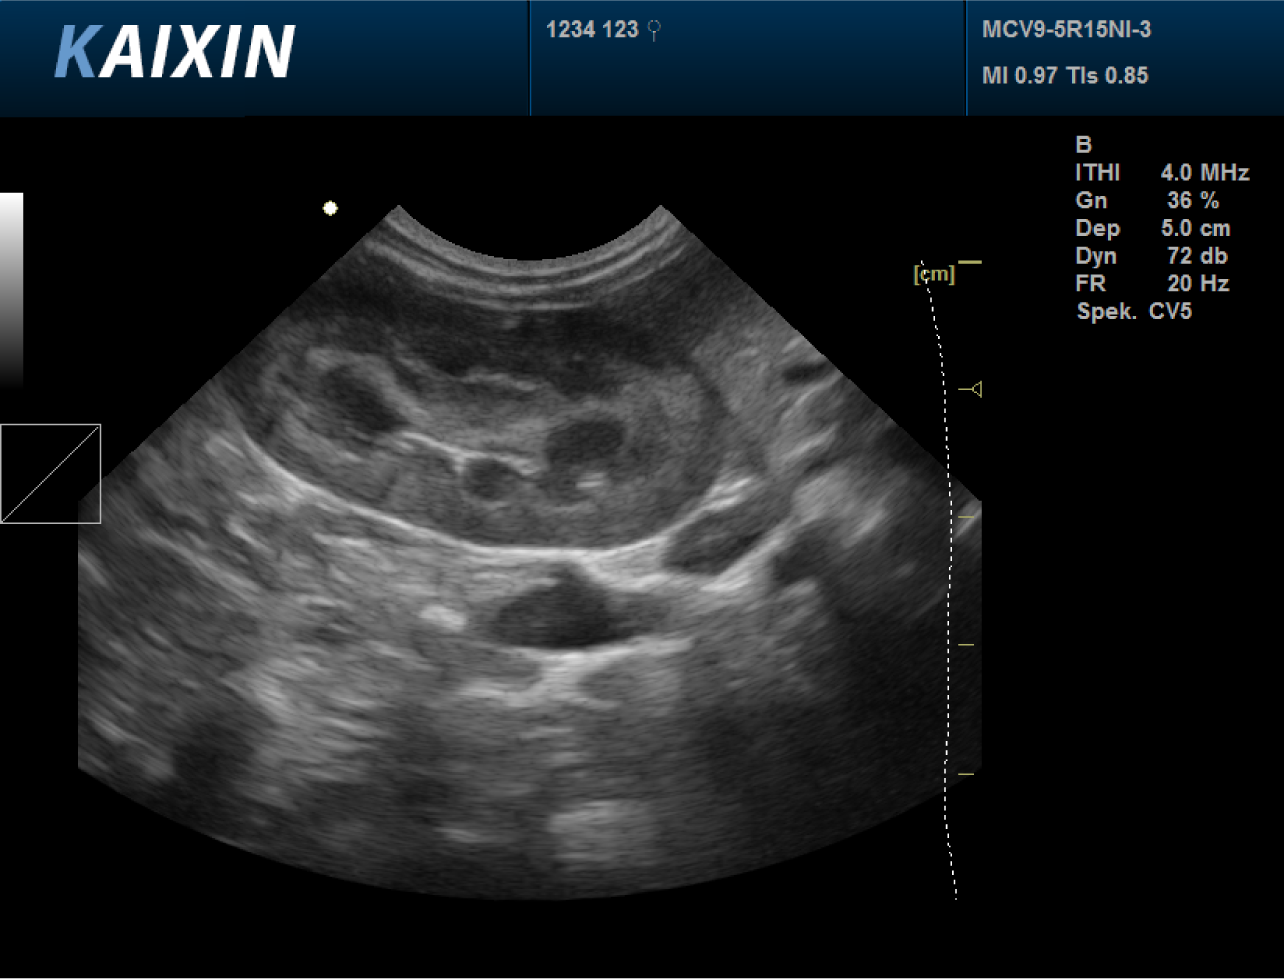 KAIXIN
1234 123 ♀
MCV9-5R15NI-3
MI 0.97 TIs 0.85
B
ITHI 4.0 MHz
Gn 36 %
Dep 5.0 cm
Dyn 72 db
FR 20 Hz
Spek. CV5
[cm]